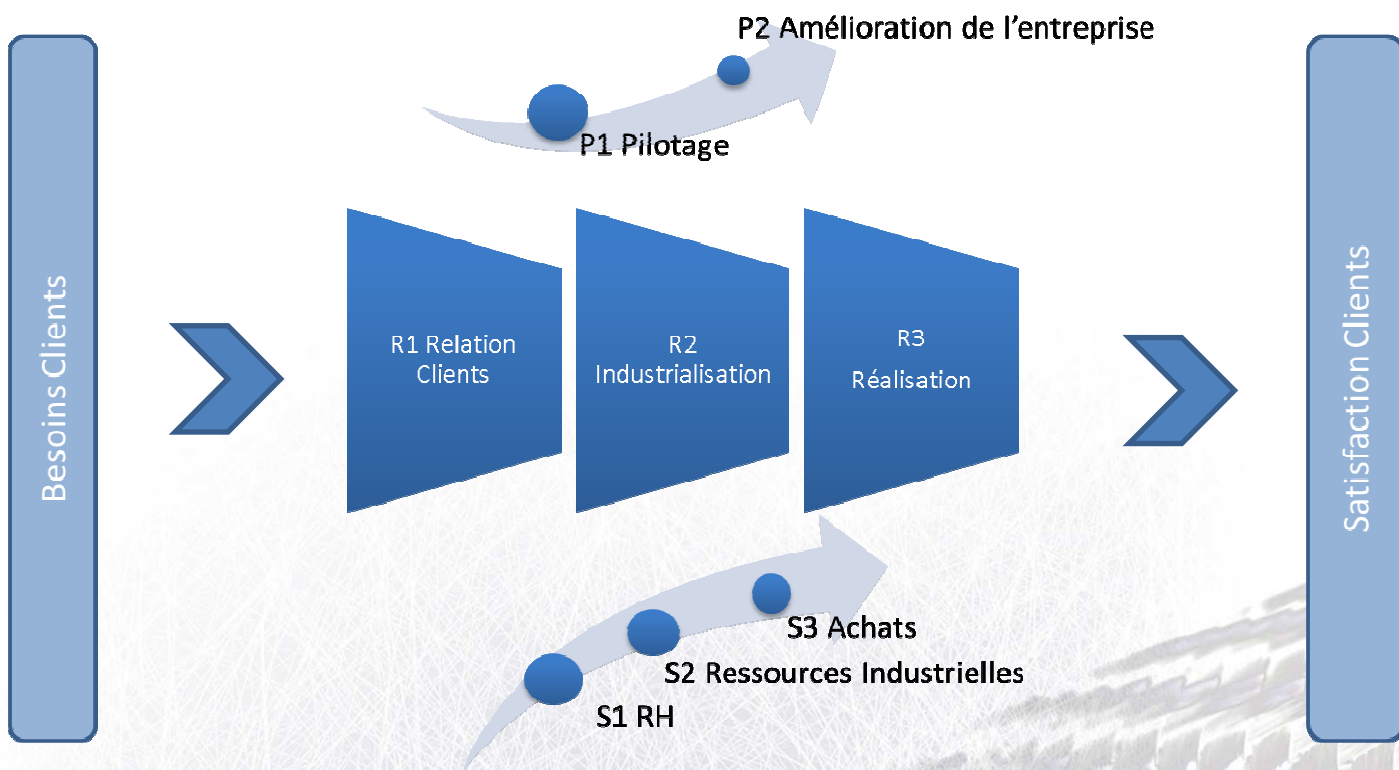 Besoins Clients
P2 Amélioration de l'entreprise
P1 Pilotage
R1 Relation
Clients
R2
Industrialisation
R3
Réalisation
S3 Achats
S2 Ressources Industrielles
S1 RH
Satisfaction Clients